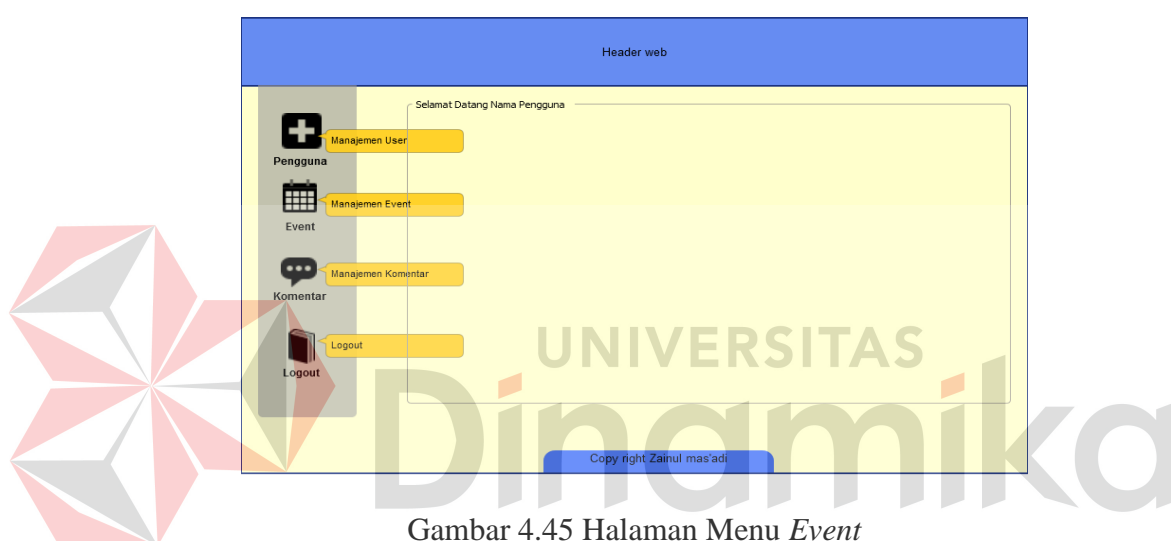 Header web
Selamat Datang Nama Pengguna
Manajemen User
Pengguna
Manajemen Event
Event
Manajemen Komentar
Komentar
Logout
Logout
UNIVERSITAS
Dinamika
Copy right Zainul mas'adi
Gambar 4.45 Halaman Menu Event